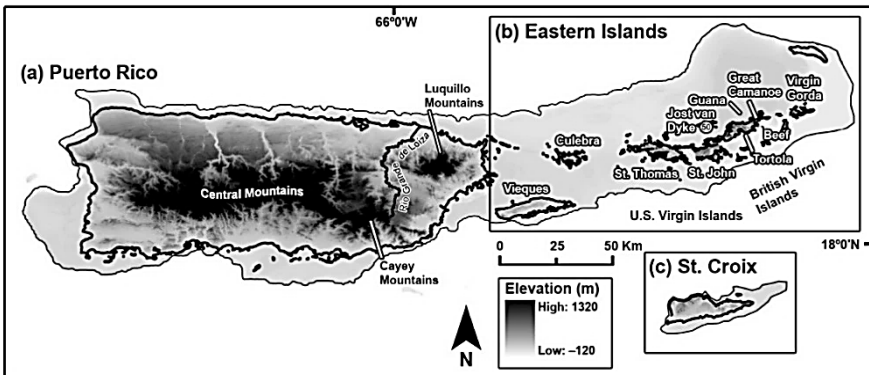 66°0'W
(a) Puerto Rico
(b) Eastern Islands
Luquillo
Mountains
Great
Camanoe
Virgin
Gorda
Guana
Jost van
Dyke 50
Culebra
Beef
Rio Grande de Loiza
Central Mountains
Tortola
St. Thomas
St. John
Vieques
British Virgin
Islands
U.S. Virgin Islands
0 25 50 Km
18°0'N
Cayey
Mountains
Elevation (m)
High: 1320
Low: –120
(c) St. Croix
N